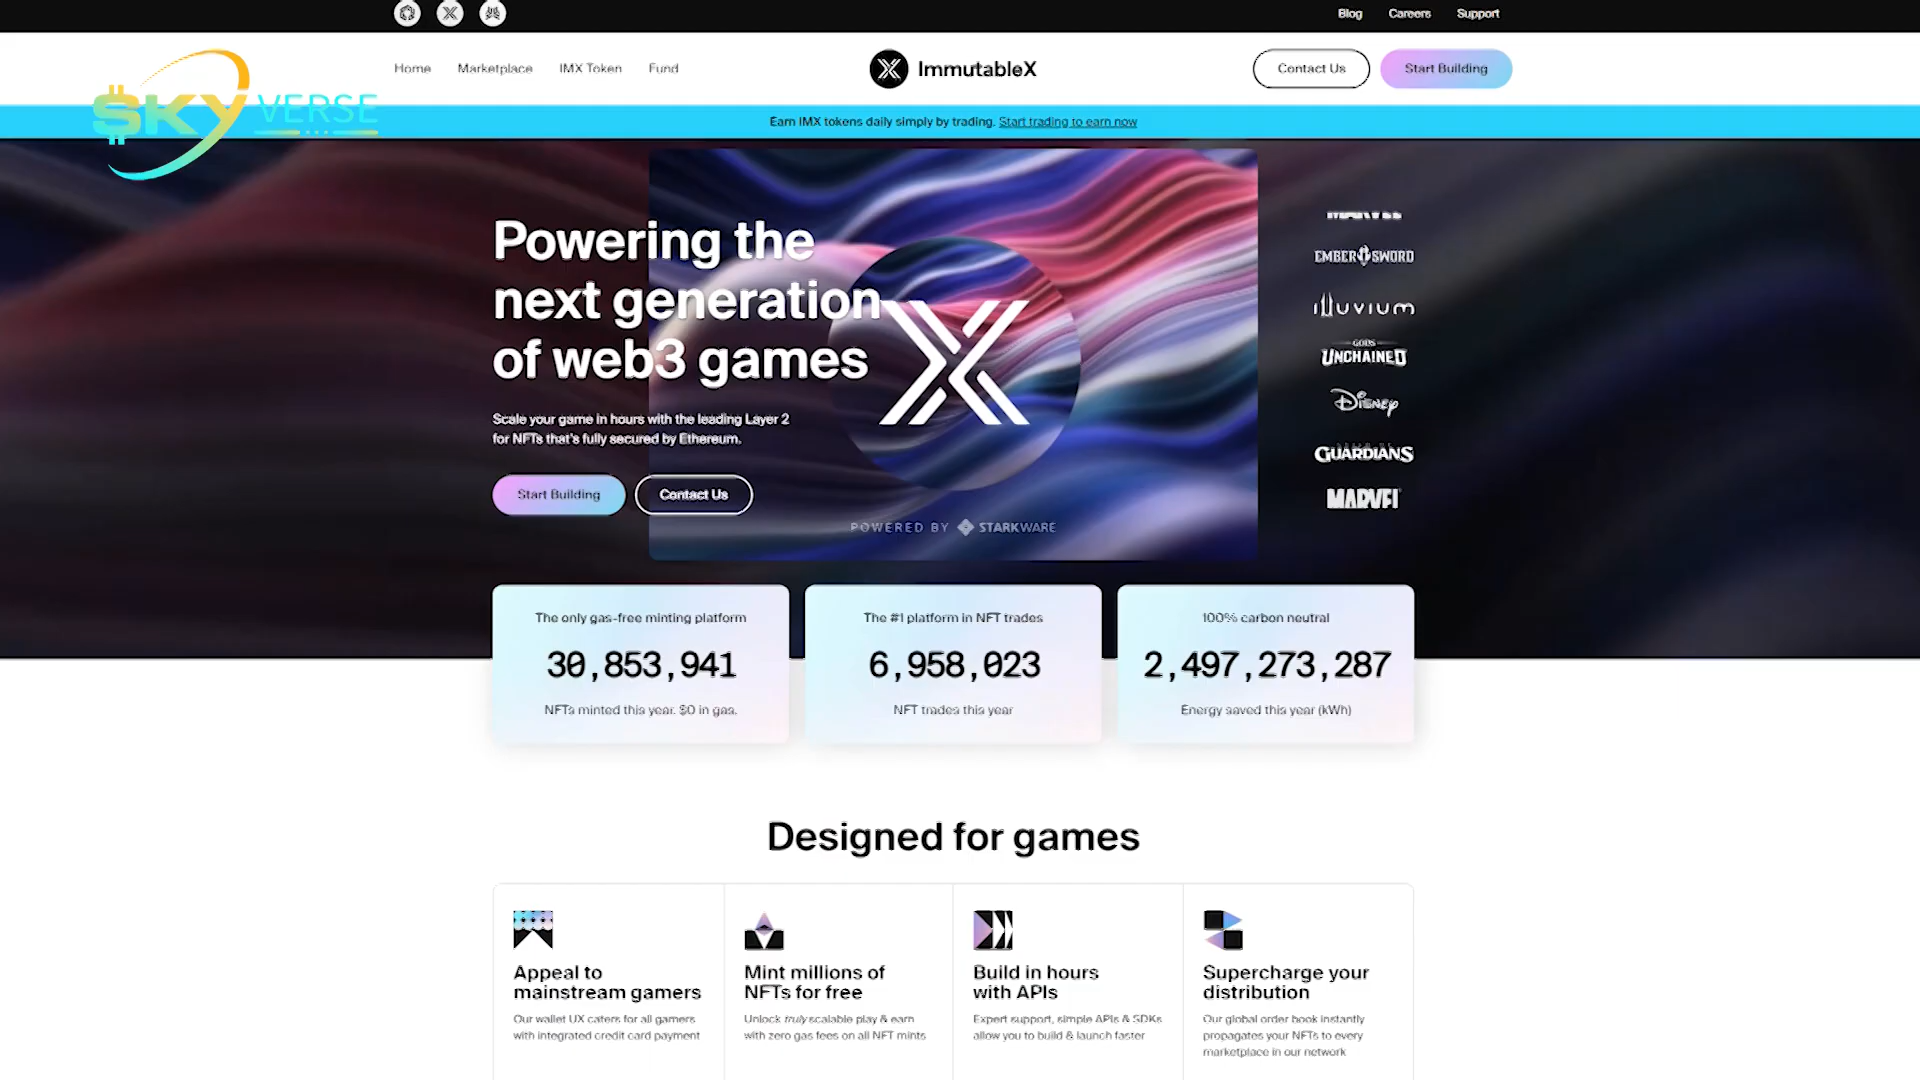 Blog Careers Support
Home Marketplace IMX Token Fund
ImmutableX
Contact Us Start Building
$KY VERSE
Earn IMX tokens daily simply by trading. Start trading to earn now
Powering the
next generation
of web3 games
Scale your game in hours with the leading Layer 2
for NFTs that's fully secured by Ethereum.
Start Building Contact Us
POWERED BY STARKWARE
EMBER SWORD
illuvium
GODS
UNCHAINED
Disney
GUARDIANS
MARVEL
The only gas-free minting platform
30,853,941
NFTs minted this year. $0 in gas.
The #1 platform in NFT trades
6,958,023
NFT trades this year
100% carbon neutral
2,497,273,287
Energy saved this year (kWh)
Designed for games
Appeal to
mainstream gamers
Our wallet UX caters for all gamers
with integrated credit card payment
Mint millions of
NFTs for free
Unlock truly scalable play & earn
with zero gas fees on all NFT mints
Build in hours
with APIs
Expert support, simple APIs & SDKs
allow you to build & launch faster
Supercharge your
distribution
Our global order book instantly
propagates your NFTs to every
marketplace in our network